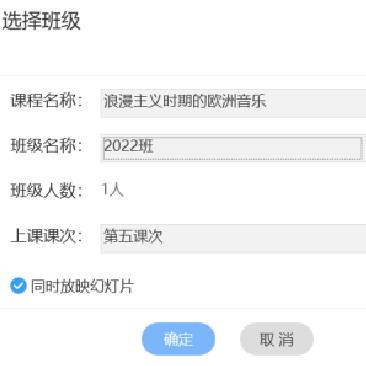 选择班级
课程名称： 浪漫主义时期的欧洲音乐
班级名称： 2022班
班级人数： 1人
上课课次： 第五课次
同时放映幻灯片
确定 取消